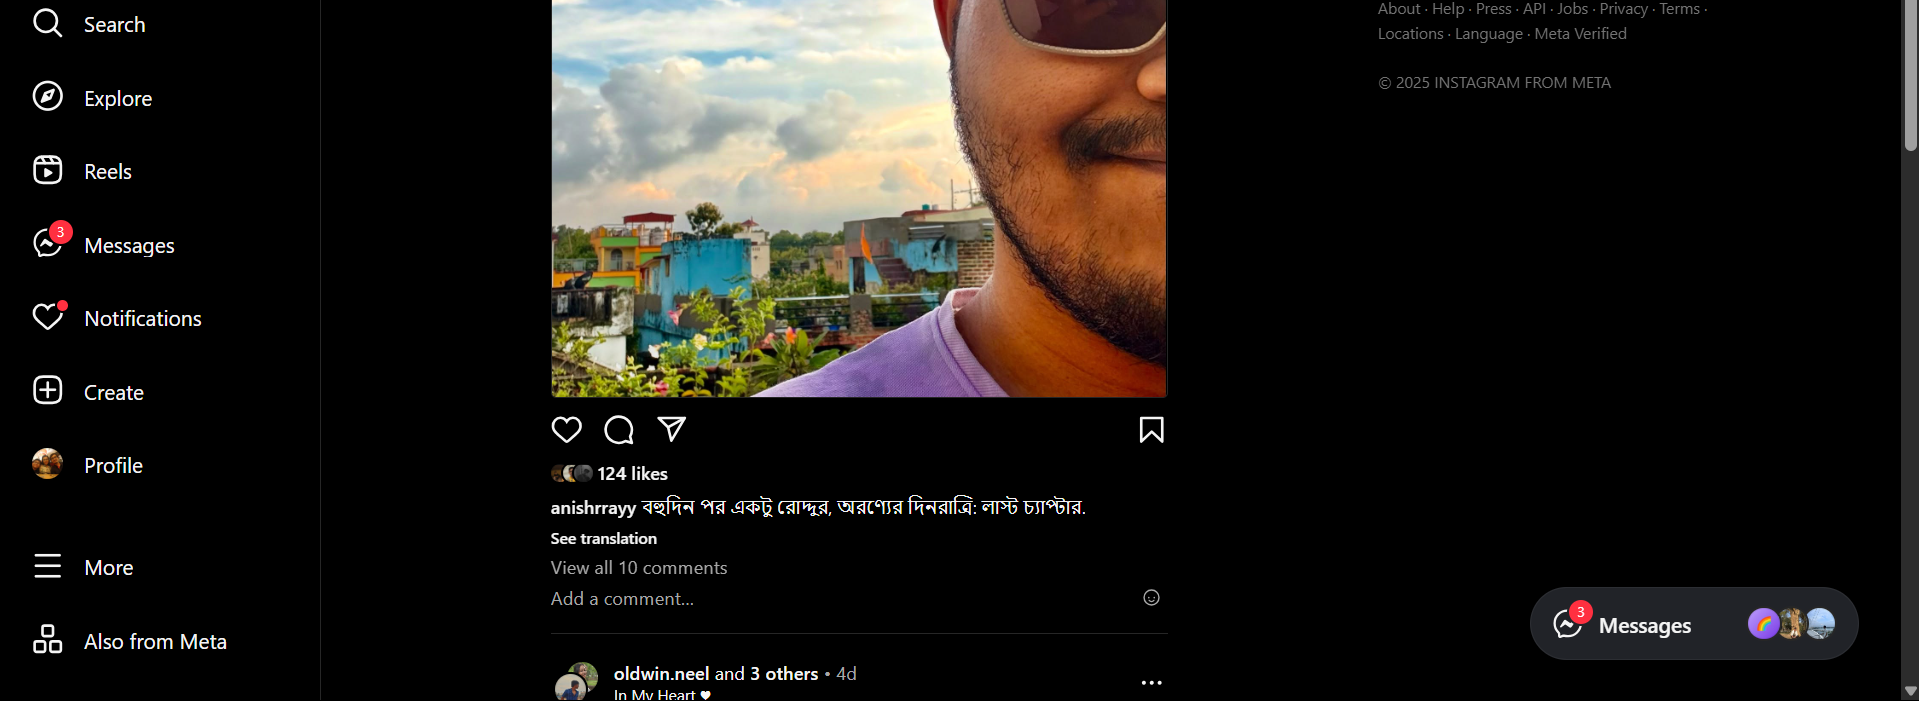 Search
Explore
Reels
3
Messages
Notifications
Create
Profile
More
Also from Meta
124 likes
anishrrayy বহুদিন পর একটু রোদ্দুর, অরণ্যের দিনরাত্রি: লাস্ট চ্যাপ্টার.
See translation
View all 10 comments
Add a comment...
oldwin.neel and 3 others • 4d
In My Heart ♥
About · Help · Press · API · Jobs · Privacy · Terms ·
Locations · Language · Meta Verified
© 2025 INSTAGRAM FROM META
3
Messages